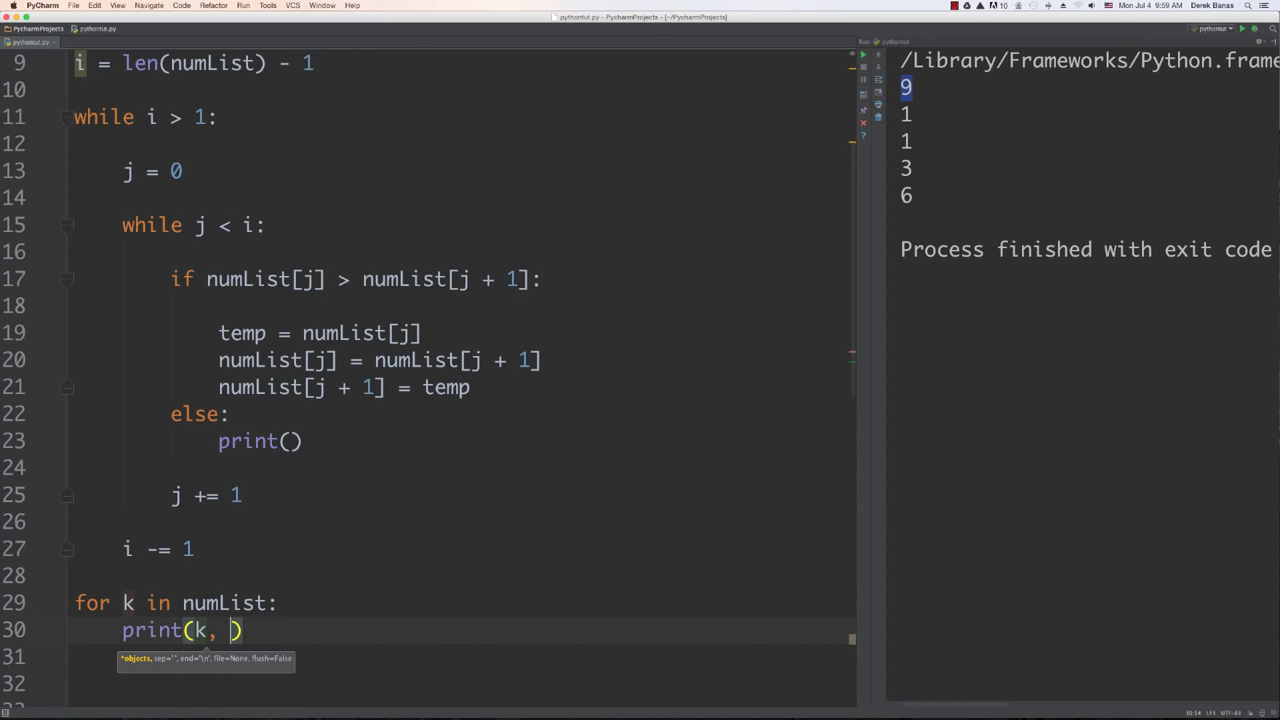 PyCharm File Edit View Navigate Code Refactor Run Tools VCS Window Help
10 Mon Jul 4 9:59 AM Derek Banas
pythontut.py - PycharmProjects - [~/PycharmProjects]
PycharmProjects pythontut.py
pythontut
pythontut.py
Run: pythontut
9 i = len(numList) - 1
10
11 while i > 1:
12
13 j = 0
14
15 while j < i:
16
17 if numList[j] > numList[j + 1]:
18
19 temp = numList[j]
20 numList[j] = numList[j + 1]
21 numList[j + 1] = temp
22 else:
23 print()
24
25 j += 1
26
27 i -= 1
28
29 for k in numList:
30 print(k, )
31
*objects, sep=' ', end="\n", file=None, flush=False
32
33
/Library/Frameworks/Python.frame
9
1
1
3
6
Process finished with exit code
30:14 LF÷ UTF-8÷